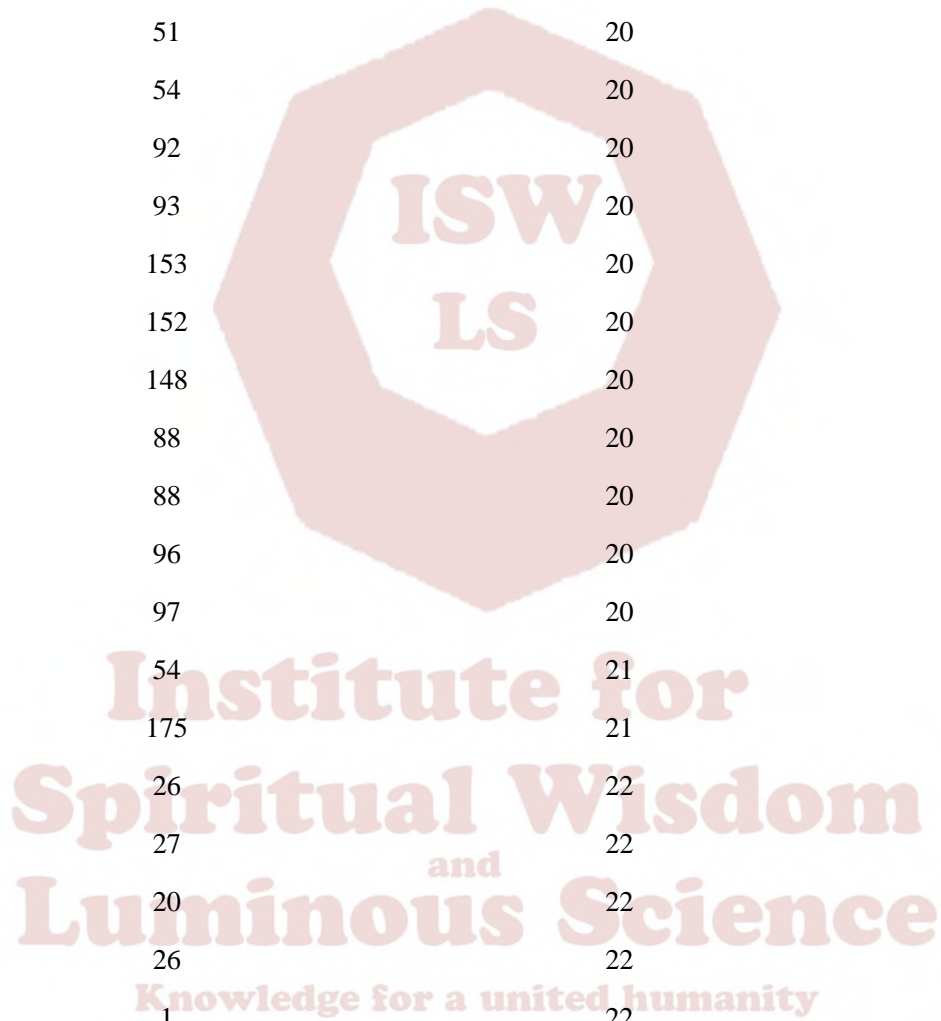 51 20
54 20
92 20
ISW
93 20
153 20
LS
152 20
148 20
88 20
88 20
96 20
97 20
Institute for
54 21
175 21
Spiritual Wisdom
26 22
27 22
and
Luminous Science
20 22
26 22
Knowledge for a united humanity
1 22